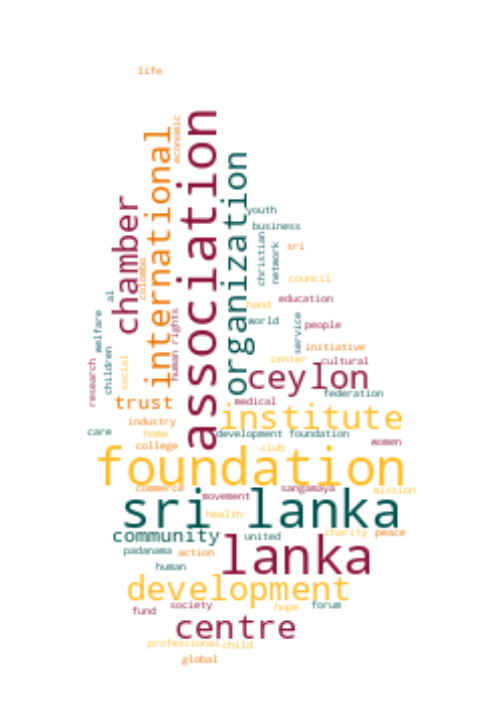 life
economic
association
international
organization
chamber
youth
business
christian
network
sri
colombo
council
al
hand
education
human rights
world
welfare
service
people
children
initiative
research
social
center
cultural
ceylon
federation
trust
medical
institute
industry
care
home
development foundation
women
college
club
foundation
commerce
sangamaya
mission
movement
sri lanka
health
community
united
charity
peace
lanka
padanama
action
human
development
fund
society
hope
forum
centre
professional
child
global